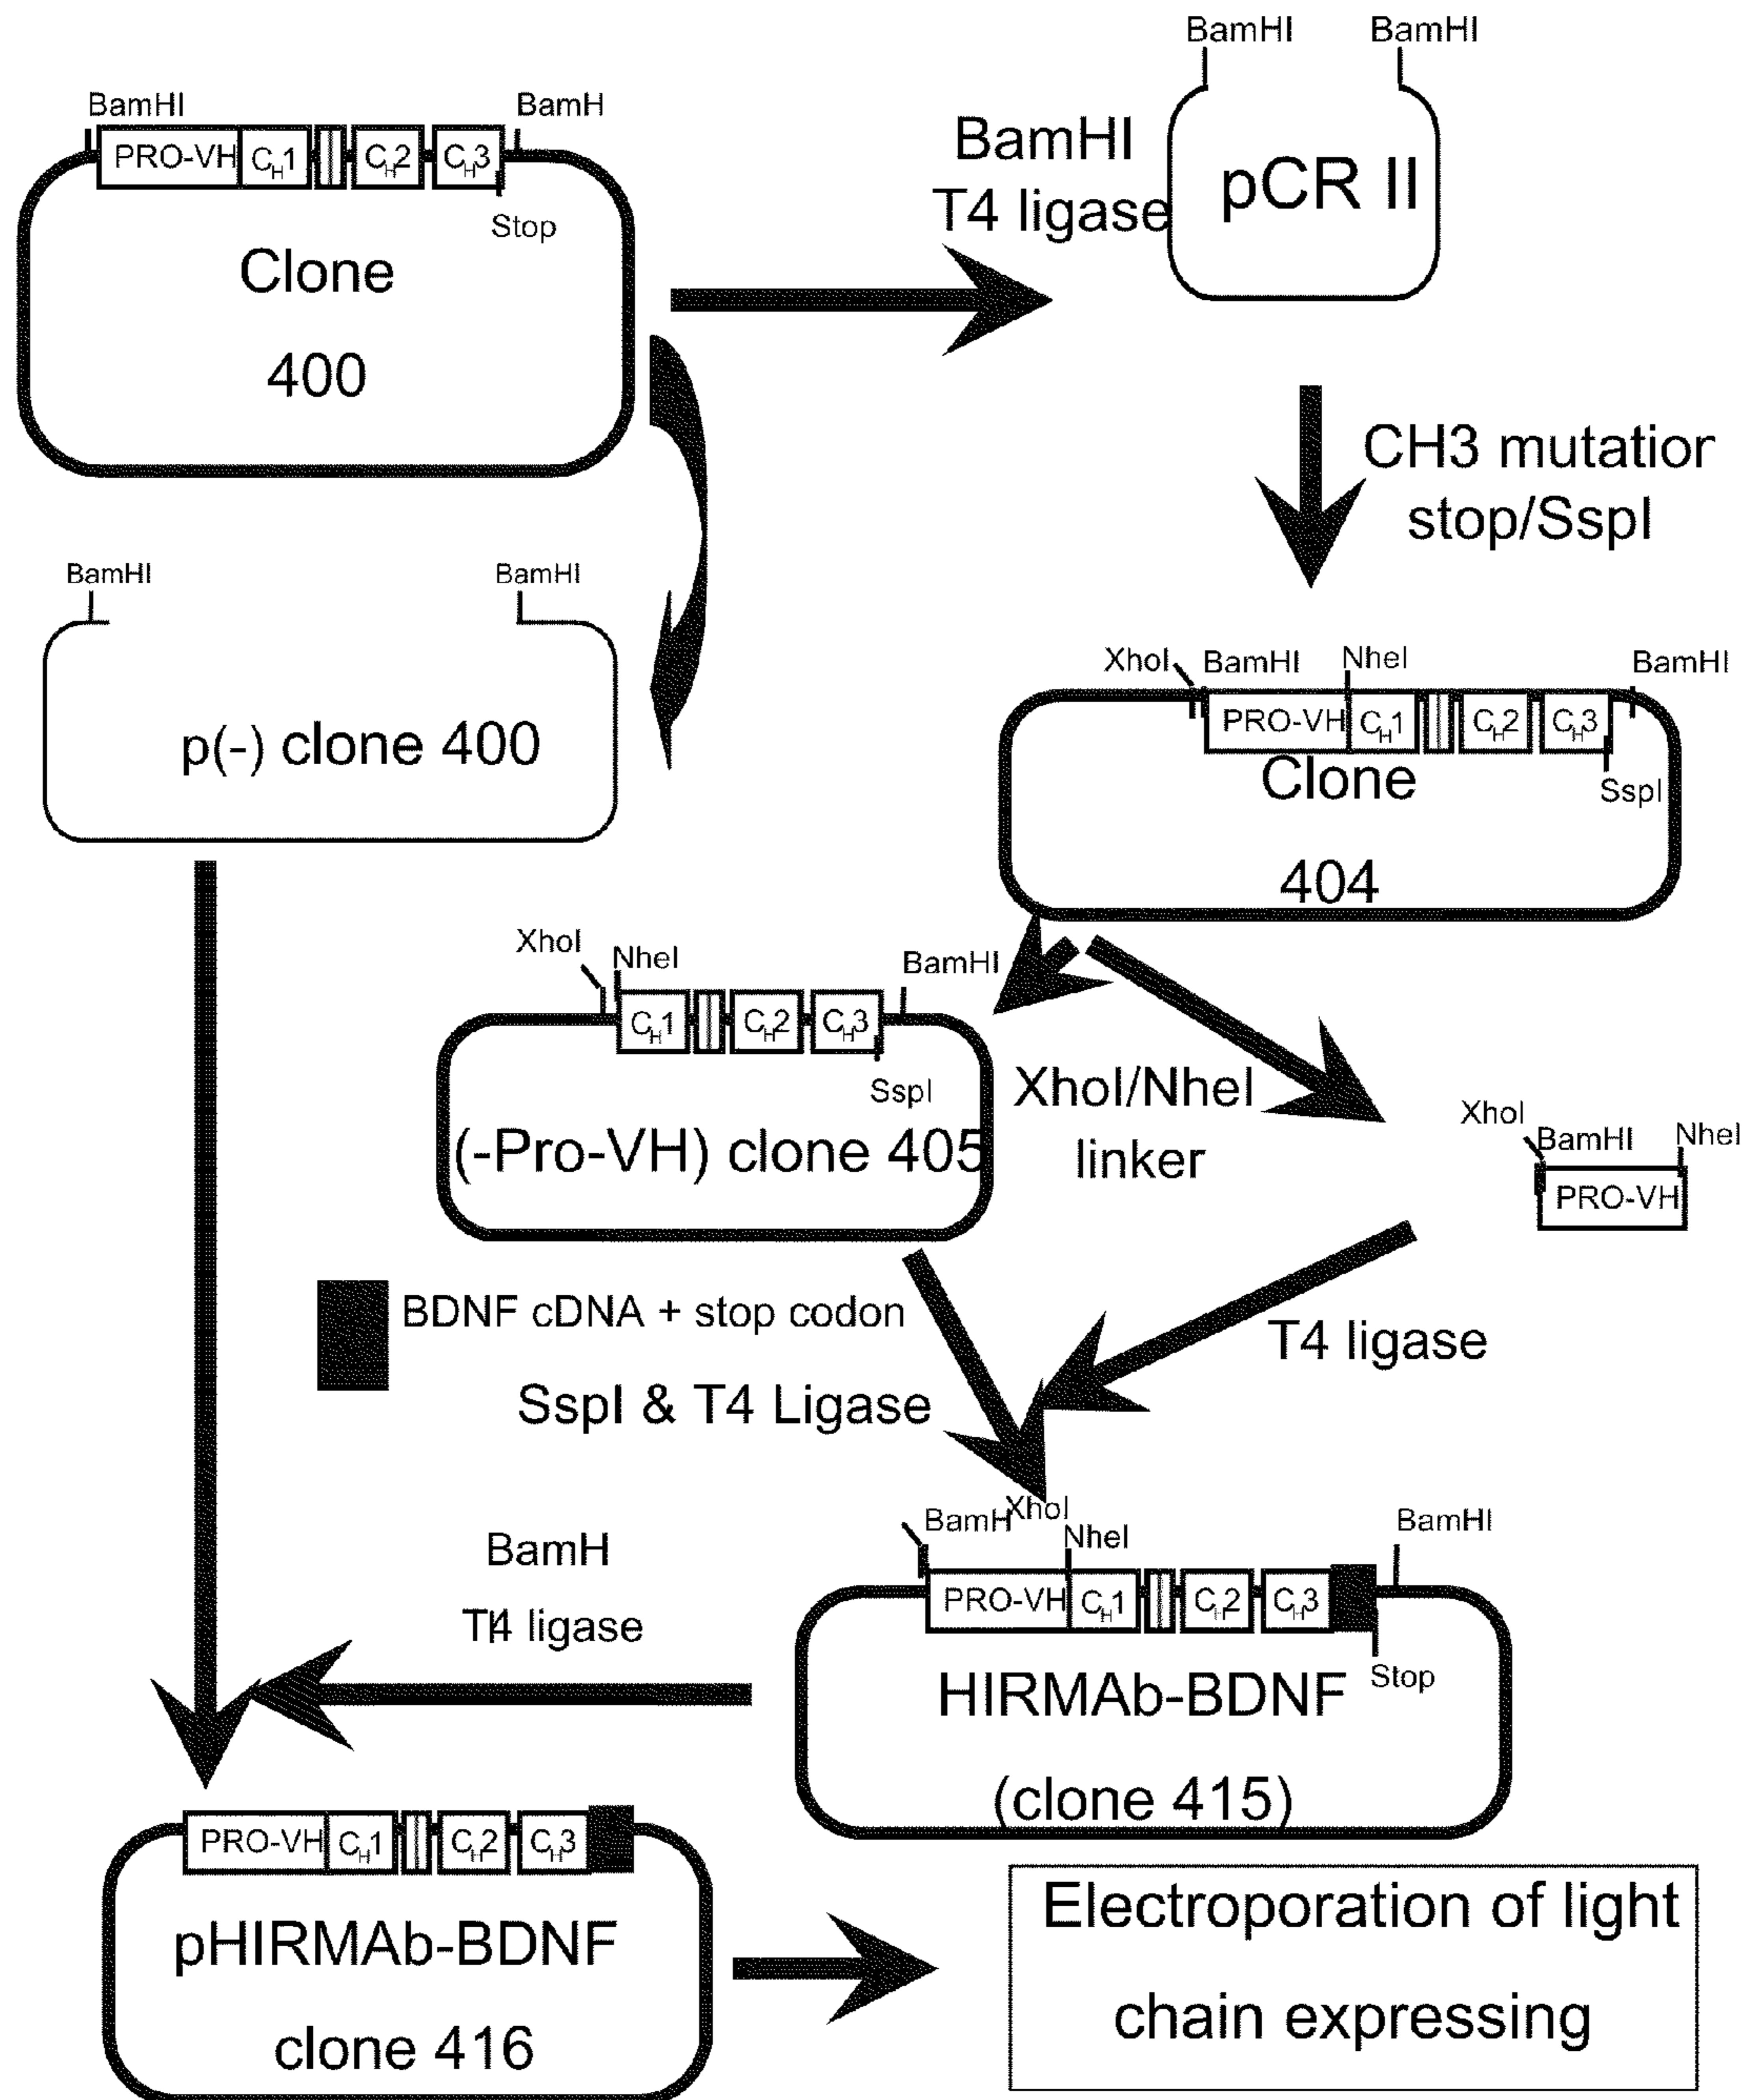 BamHI BamHI
BamHI BamH
PRO-VH CH1 CH2 CH3
Stop
Clone
400
BamHI
T4 ligase
pCR II
CH3 mutatior
stop/SspI
BamHI BamHI
p(-) clone 400
XhoI BamHI NheI BamHI
PRO-VH CH1 CH2 CH3
SspI
Clone
404
XhoI NheI BamHI
CH1 CH2 CH3
SspI
(-Pro-VH) clone 405
XhoI/NheI
linker
XhoI BamHI NheI
PRO-VH
BDNF cDNA + stop codon
SspI & T4 Ligase
T4 ligase
BamH XhoI NheI BamHI
PRO-VH CH1 CH2 CH3
Stop
HIRMAb-BDNF
(clone 415)
BamH
T4 ligase
PRO-VH CH1 CH2 CH3
pHIRMAb-BDNF
clone 416
Electroporation of light
chain expressing